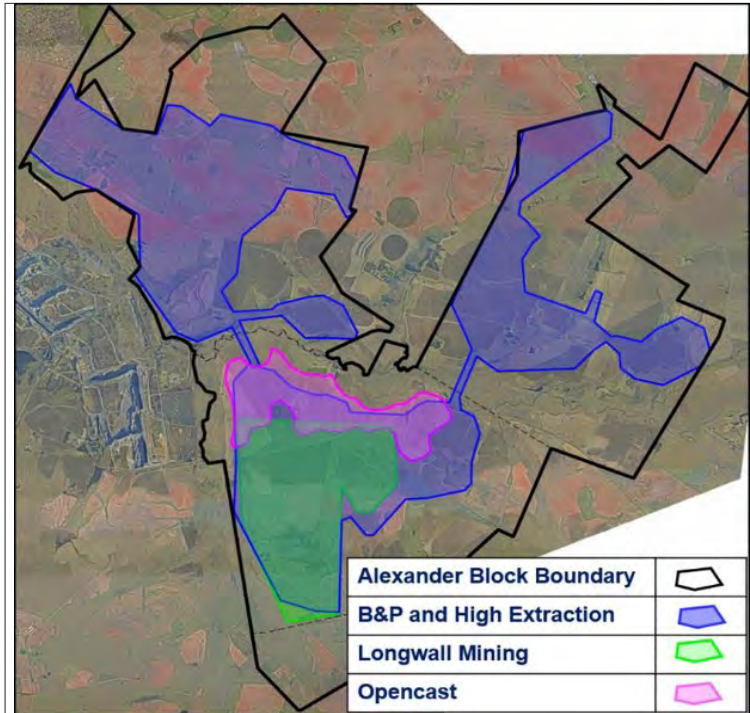 Alexander Block Boundary
B&P and High Extraction
Longwall Mining
Opencast